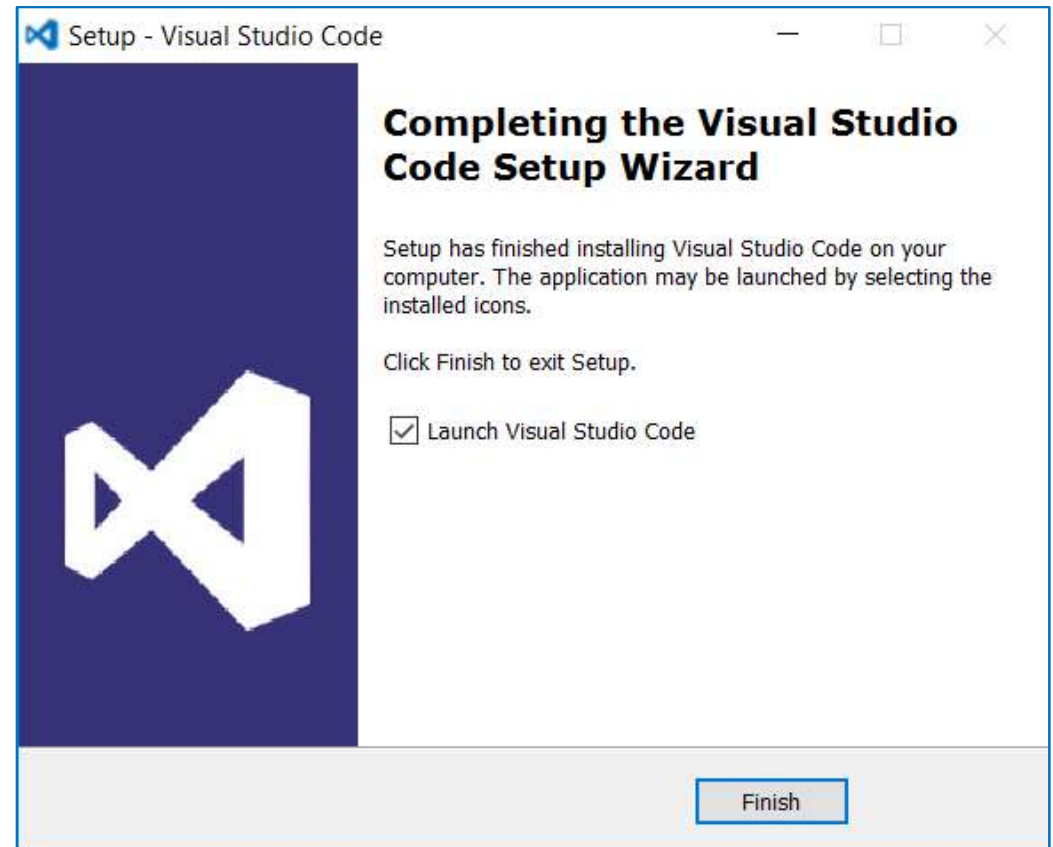 Setup - Visual Studio Code
Completing the Visual Studio
Code Setup Wizard
Setup has finished installing Visual Studio Code on your
computer. The application may be launched by selecting the
installed icons.
Click Finish to exit Setup.
Launch Visual Studio Code
Finish